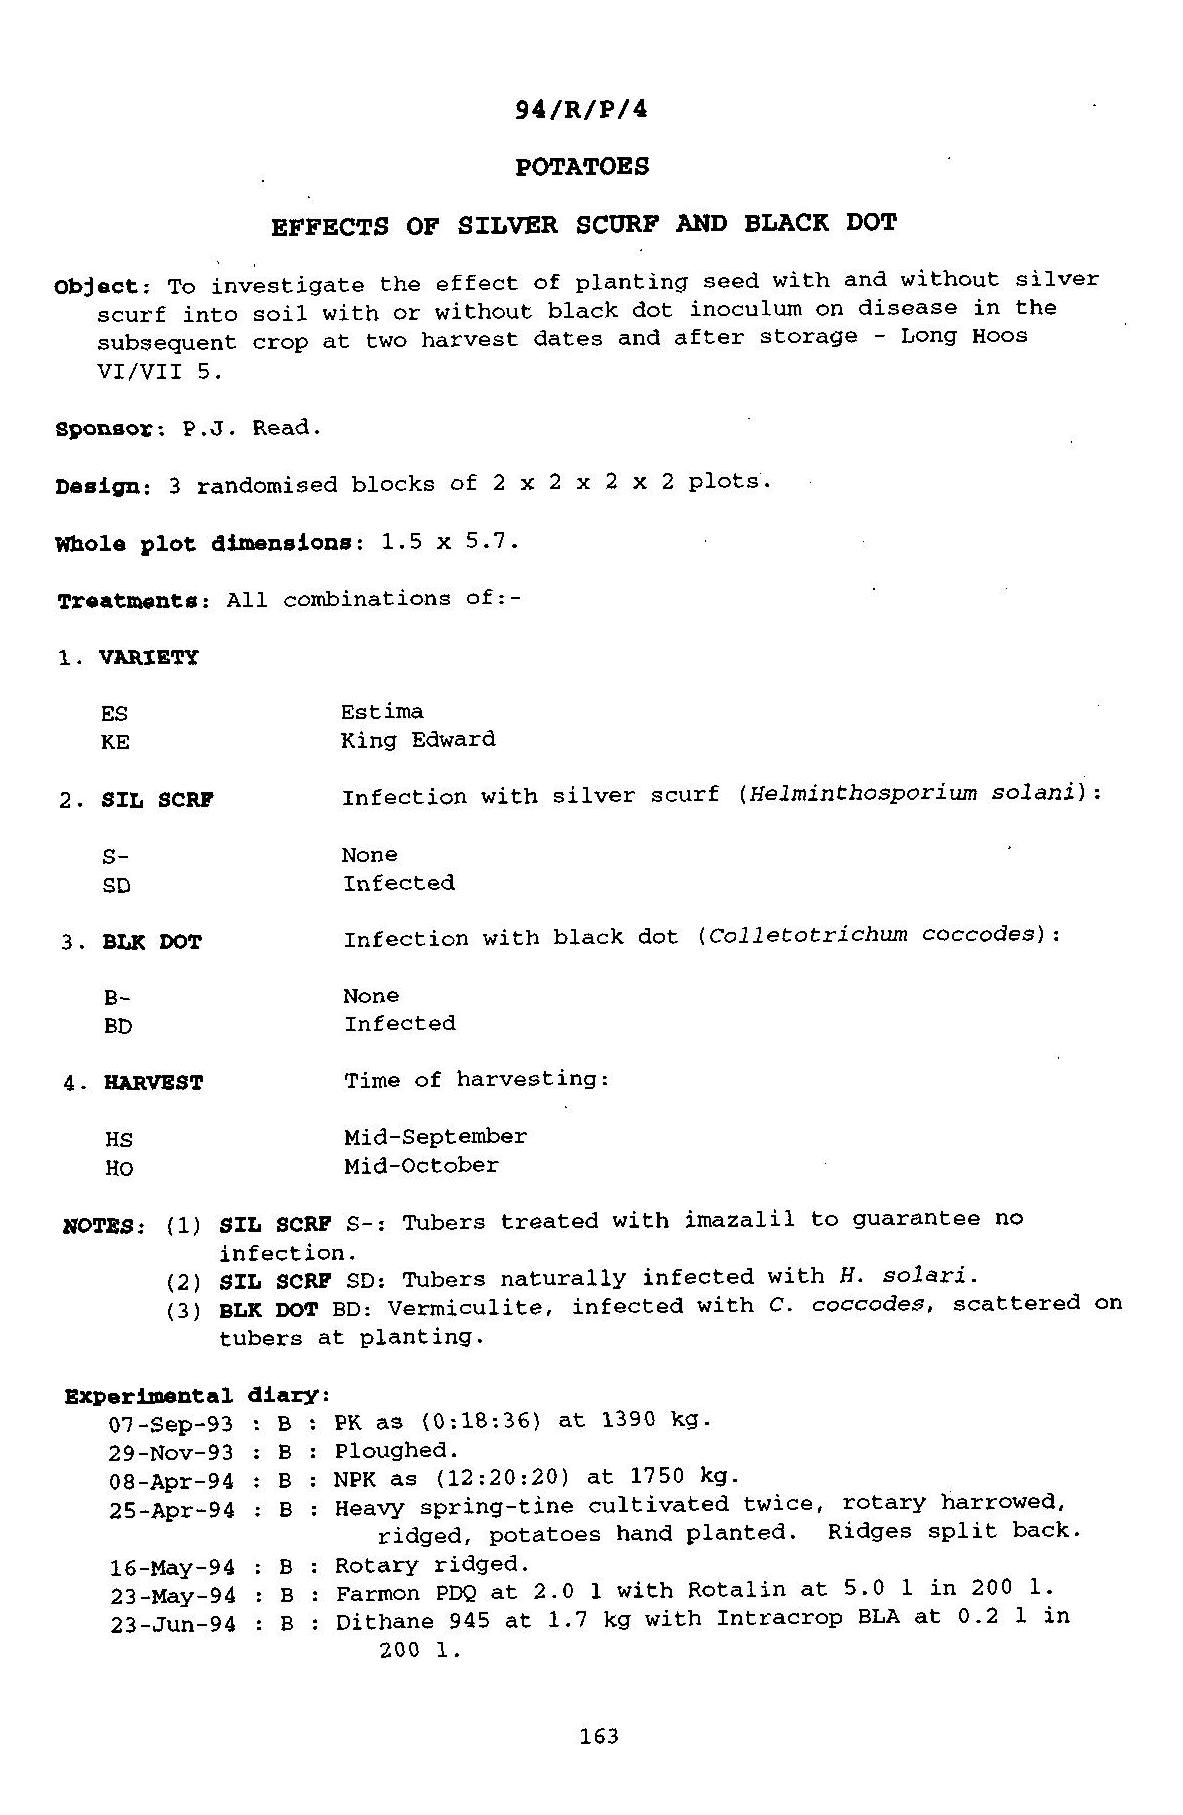 94/R/P/4
POTATOES
EFFECTS OF SILVER SCURF AND BLACK DOT
Object: To investigate the effect of planting seed with and without silver
scurf into soil with or without black dot inoculum on disease in the
subsequent crop at two harvest dates and after storage - Long Hoos
VI/VII 5.
Sponsor: P.J. Read.
Design: 3 randomised blocks of 2 x 2 x 2 x 2 plots.
Whole plot dimensions: 1.5 x 5.7.
Treatments: All combinations of:-
1. VARIETY
ES Estima
KE King Edward
2. SIL SCRF Infection with silver scurf (Helminthosporium solani):
S- None
SD Infected
3. BLK DOT Infection with black dot (Colletotrichum coccodes):
B- None
BD Infected
4. HARVEST Time of harvesting:
HS Mid-September
HO Mid-October
NOTES: (1) SIL SCRF S-: Tubers treated with imazalil to guarantee no
infection.
(2) SIL SCRF SD: Tubers naturally infected with H. solari.
(3) BLK DOT BD: Vermiculite, infected with C. coccodes, scattered on
tubers at planting.
Experimental diary:
07-Sep-93 : B : PK as (0:18:36) at 1390 kg.
29-Nov-93 : B : Ploughed.
08-Apr-94 : B : NPK as (12:20:20) at 1750 kg.
25-Apr-94 : B : Heavy spring-tine cultivated twice, rotary harrowed,
ridged, potatoes hand planted. Ridges split back.
16-May-94 : B : Rotary ridged.
23-May-94 : B : Farmon PDQ at 2.0 l with Rotalin at 5.0 l in 200 l.
23-Jun-94 : B : Dithane 945 at 1.7 kg with Intracrop BLA at 0.2 l in
200 l.
163